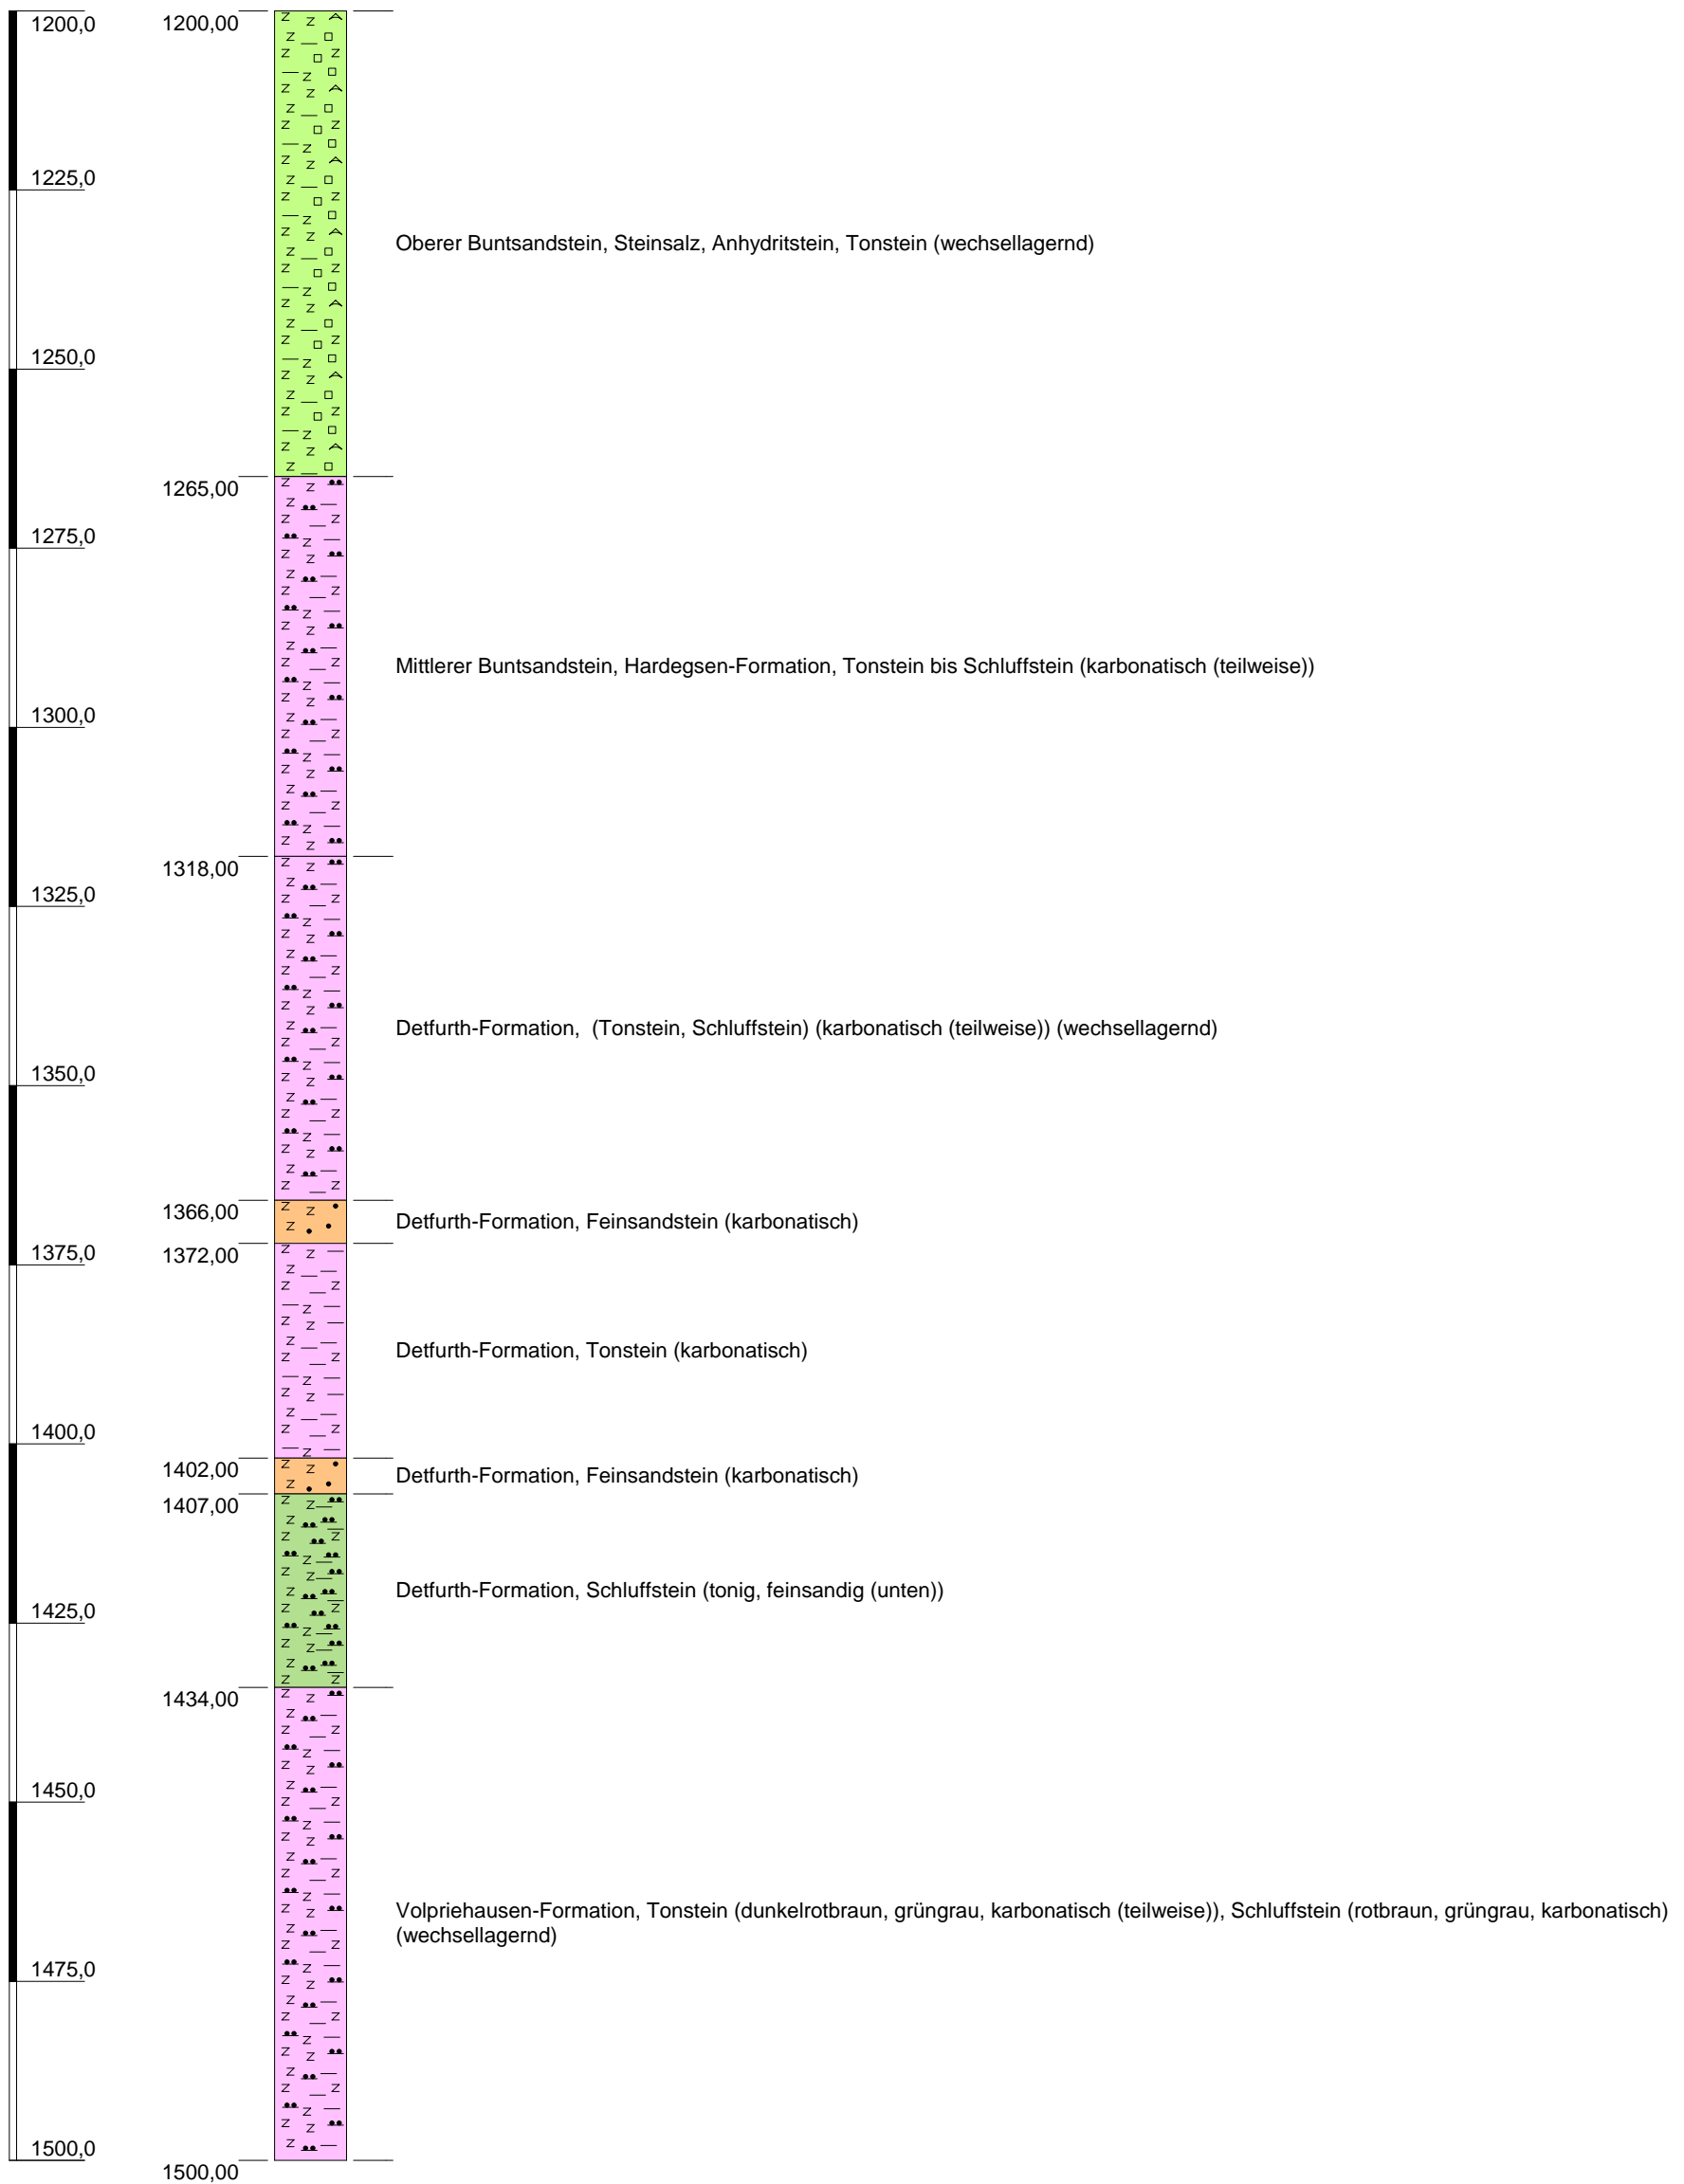 1200,0 1200,00
1225,0
Oberer Buntsandstein, Steinsalz, Anhydritstein, Tonstein (wechsellagernd)
1250,0
1265,00
1275,0
Mittlerer Buntsandstein, Hardegsen-Formation, Tonstein bis Schluffstein (karbonatisch (teilweise))
1300,0
1318,00
1325,0
Detfurth-Formation, (Tonstein, Schluffstein) (karbonatisch (teilweise)) (wechsellagernd)
1350,0
1366,00
Detfurth-Formation, Feinsandstein (karbonatisch)
1375,0 1372,00
Detfurth-Formation, Tonstein (karbonatisch)
1400,0
1402,00
Detfurth-Formation, Feinsandstein (karbonatisch)
1407,00
Detfurth-Formation, Schluffstein (tonig, feinsandig (unten))
1425,0
1434,00
1450,0
Volpriehausen-Formation, Tonstein (dunkelrotbraun, grüngrau, karbonatisch (teilweise)), Schluffstein (rotbraun, grüngrau, karbonatisch)
(wechsellagernd)
1475,0
1500,0
1500,00